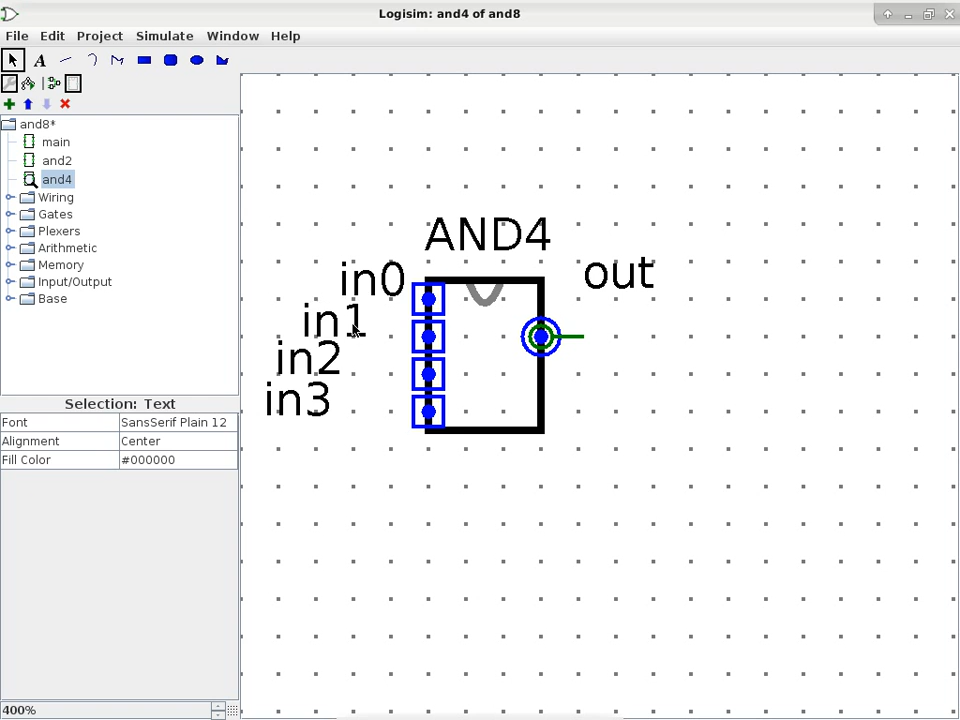 Logisim: and4 of and8
File Edit Project Simulate Window Help
A
and8*
main
and2
and4
Wiring
Gates
Plexers
Arithmetic
Memory
Input/Output
Base
Selection: Text
Font SansSerif Plain 12
Alignment Center
Fill Color #000000
400%
AND4
in0
out
in1
in2
in3